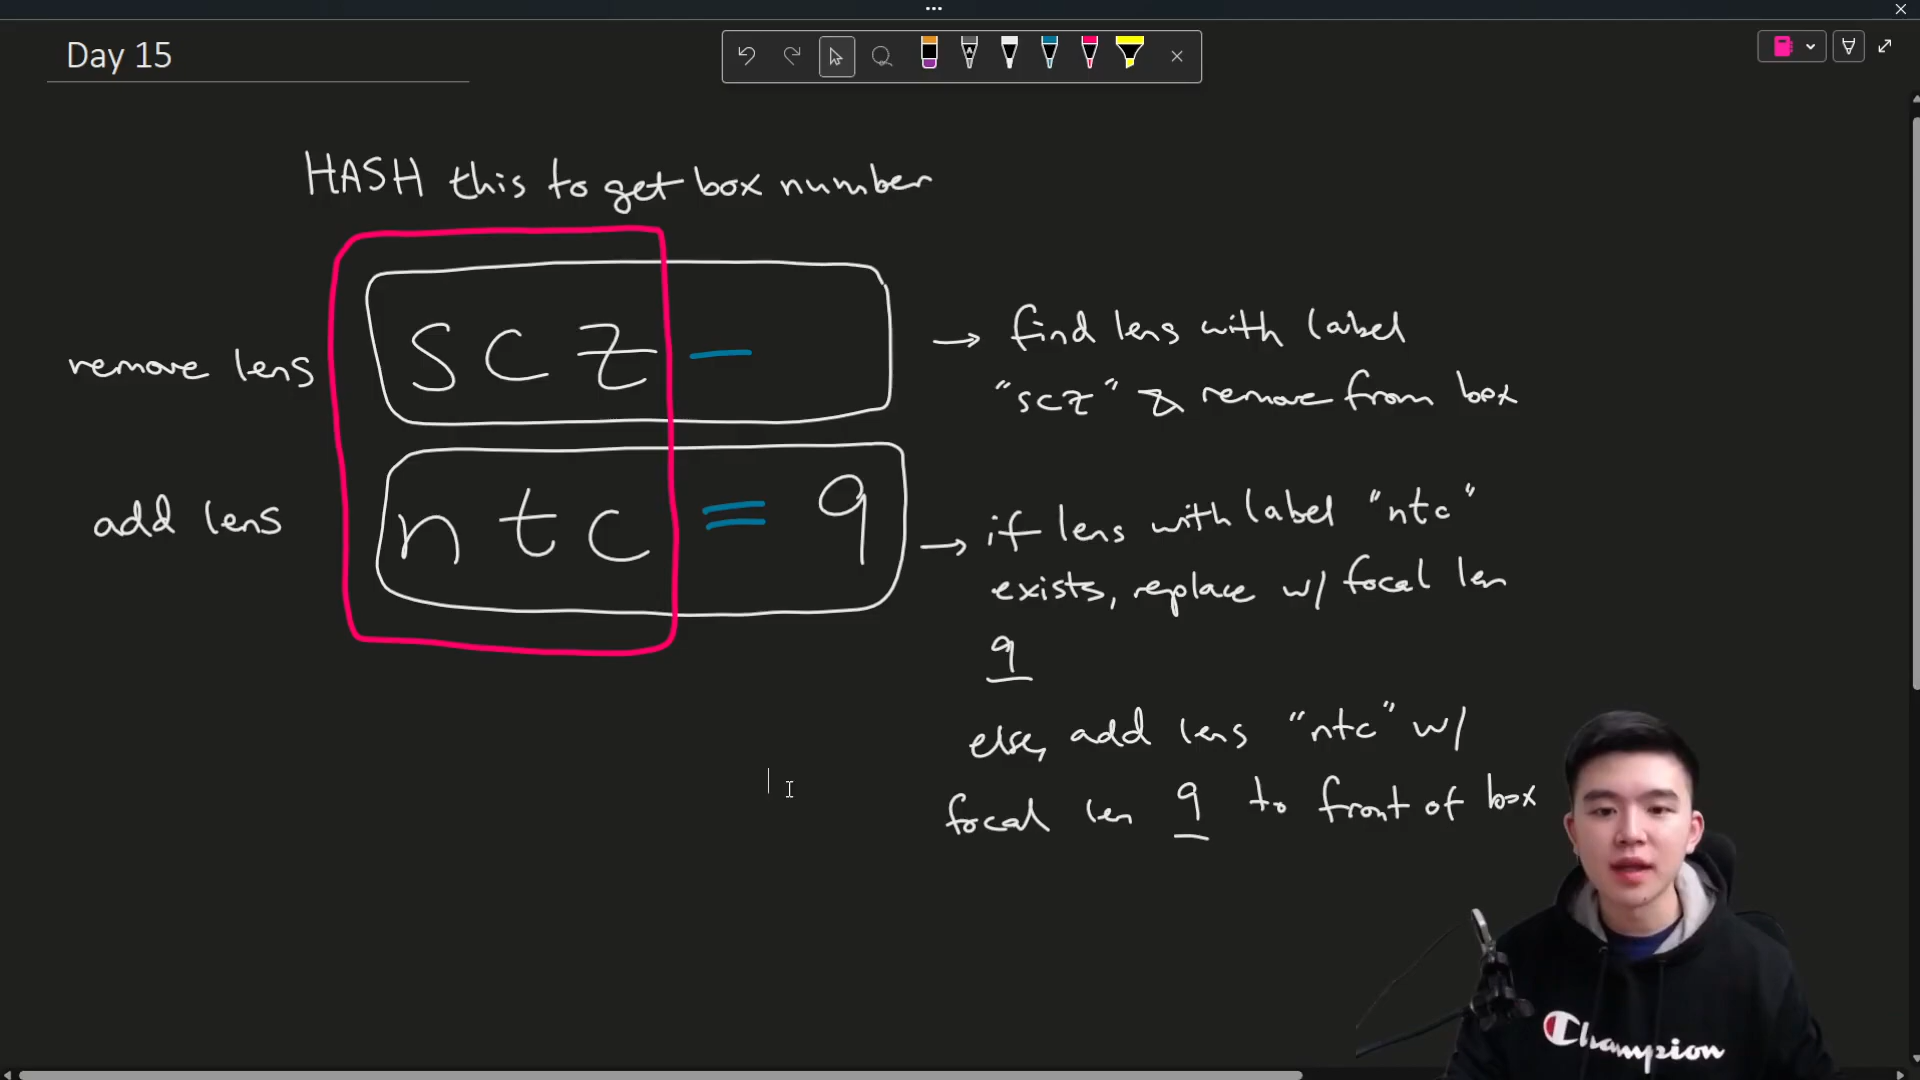 Day 15
HASH this to get box number
remove lens
scz -
→ find lens with label
"scz" & remove from box
add lens
ntc = 9
→ if lens with label "ntc"
exists, replace w/ focal len
9
else, add lens "ntc" w/
focal len 9 to front of box
Champion